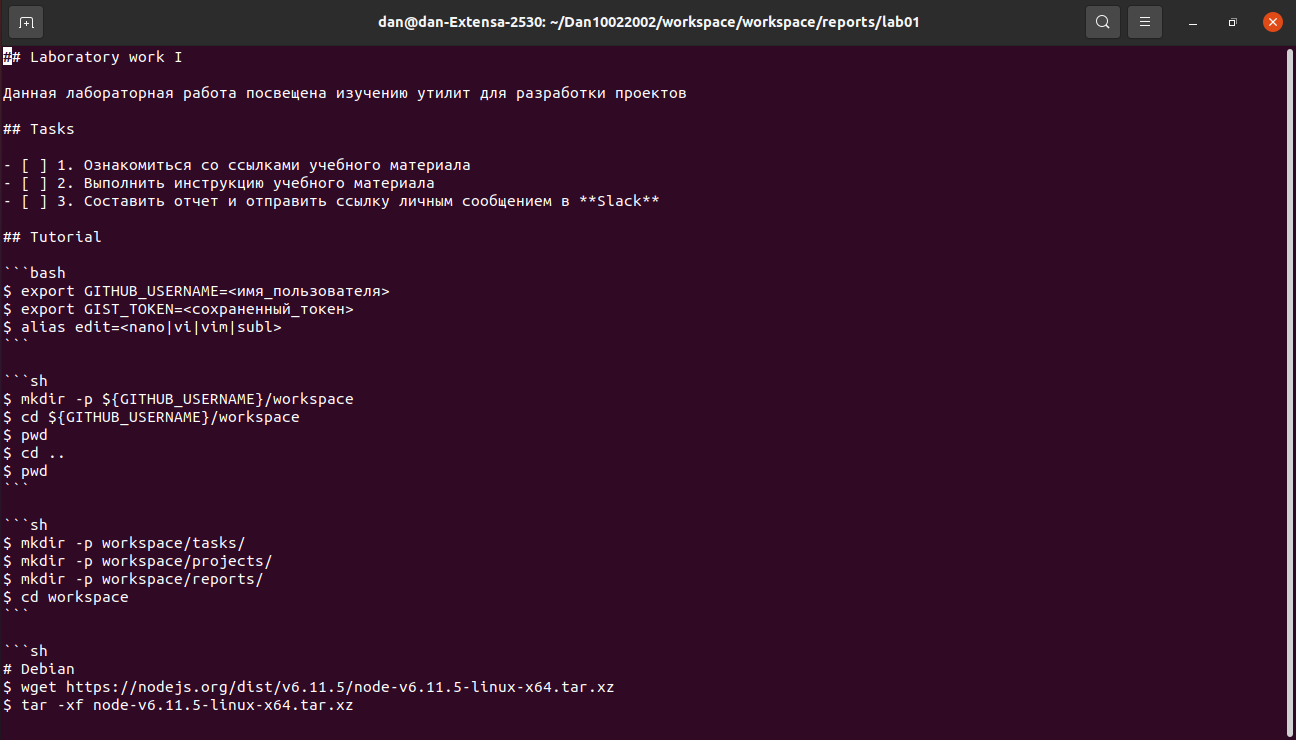 dan@dan-Extensa-2530: ~/Dan10022002/workspace/workspace/reports/lab01
## Laboratory work I
Данная лабораторная работа посвещена изучению утилит для разработки проектов
## Tasks
- [ ] 1. Ознакомиться со ссылками учебного материала
- [ ] 2. Выполнить инструкцию учебного материала
- [ ] 3. Составить отчет и отправить ссылку личным сообщением в **Slack**
## Tutorial
```bash
$ export GITHUB_USERNAME=<имя_пользователя>
$ export GIST_TOKEN=<сохраненный_токен>
$ alias edit=<nano|vi|vim|subl>
```
```sh
$ mkdir -p ${GITHUB_USERNAME}/workspace
$ cd ${GITHUB_USERNAME}/workspace
$ pwd
$ cd ..
$ pwd
```
```sh
$ mkdir -p workspace/tasks/
$ mkdir -p workspace/projects/
$ mkdir -p workspace/reports/
$ cd workspace
```
```sh
# Debian
$ wget https://nodejs.org/dist/v6.11.5/node-v6.11.5-linux-x64.tar.xz
$ tar -xf node-v6.11.5-linux-x64.tar.xz